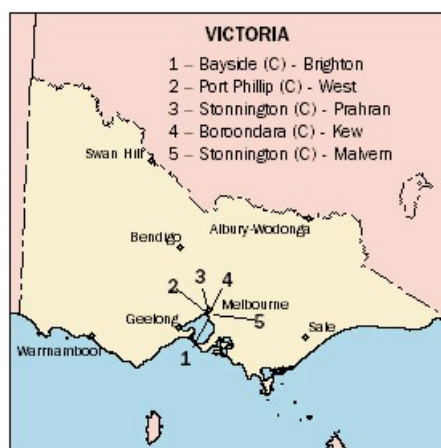 VICTORIA
1 – Bayside (C) - Brighton
2 – Port Phillip (C) - West
3 – Stonnington (C) - Prahran
4 – Boroondara (C) - Kew
5 – Stonnington (C) - Malvern
Swan Hill
Albury-Wodonga
Bendigo
2 3 4
Melbourne
Geelong
5
Sale
Warrnambool
1